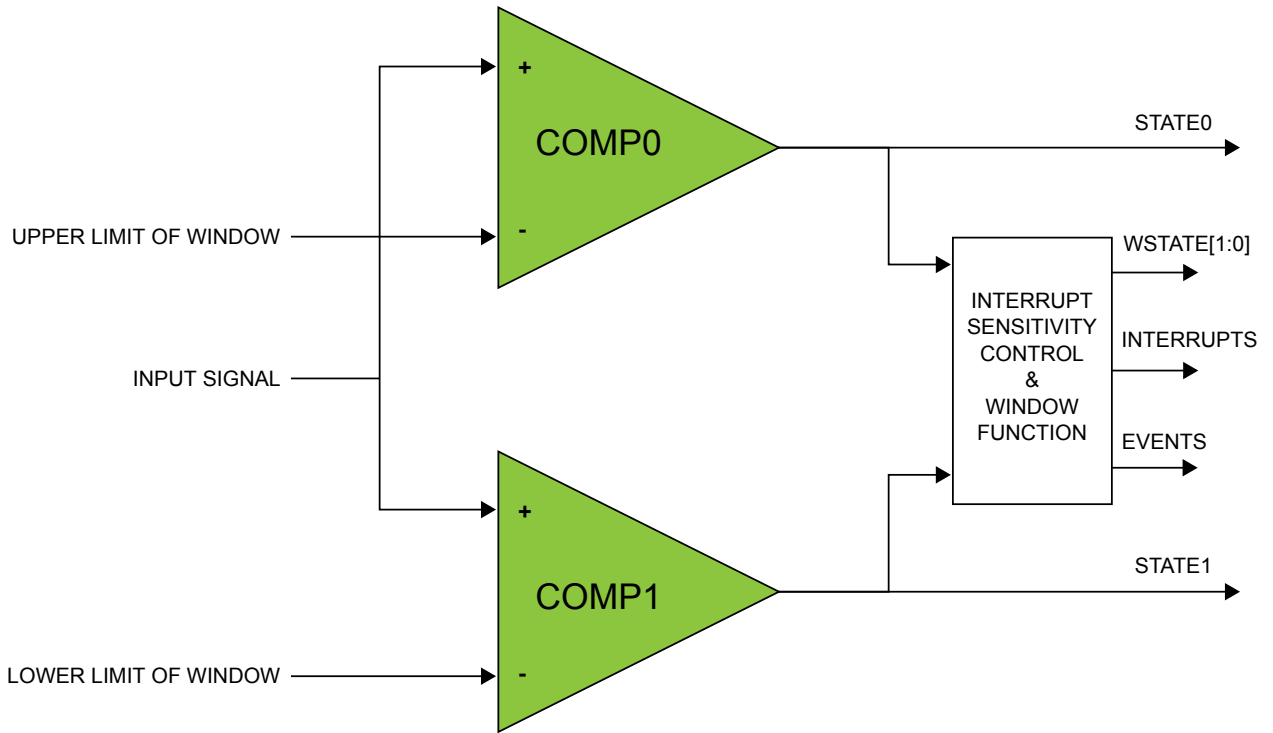 +
COMP0
-
STATE0
UPPER LIMIT OF WINDOW
WSTATE[1:0]
INTERRUPT
SENSITIVITY
CONTROL
&
WINDOW
FUNCTION
INTERRUPTS
INPUT SIGNAL
EVENTS
+
COMP1
-
STATE1
LOWER LIMIT OF WINDOW